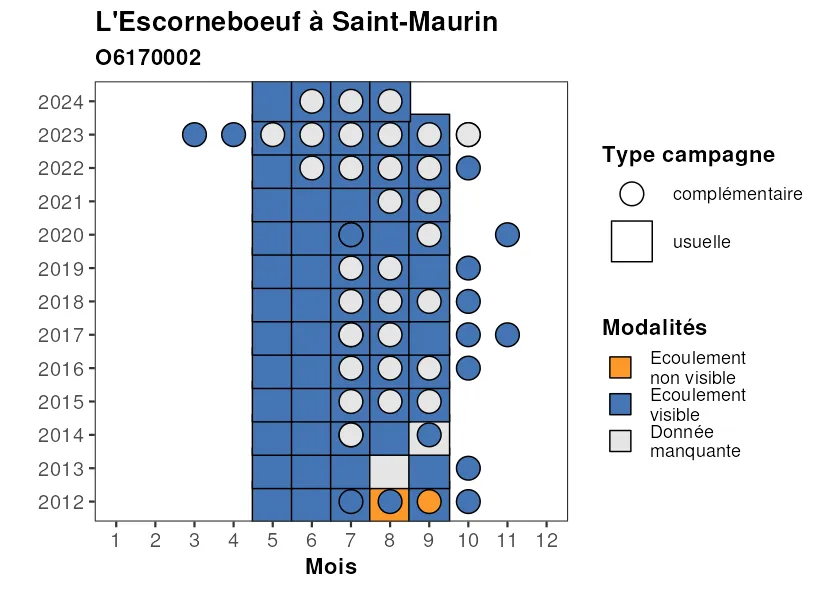 L'Escorneboeuf à Saint-Maurin
O6170002
2024
2023
2022
2021
2020
2019
2018
2017
2016
2015
2014
2013
2012
1 2 3 4 5 6 7 8 9 10 11 12
Mois
Type campagne
complémentaire
usuelle
Modalités
Ecoulement
non visible
Ecoulement
visible
Donnée
manquante